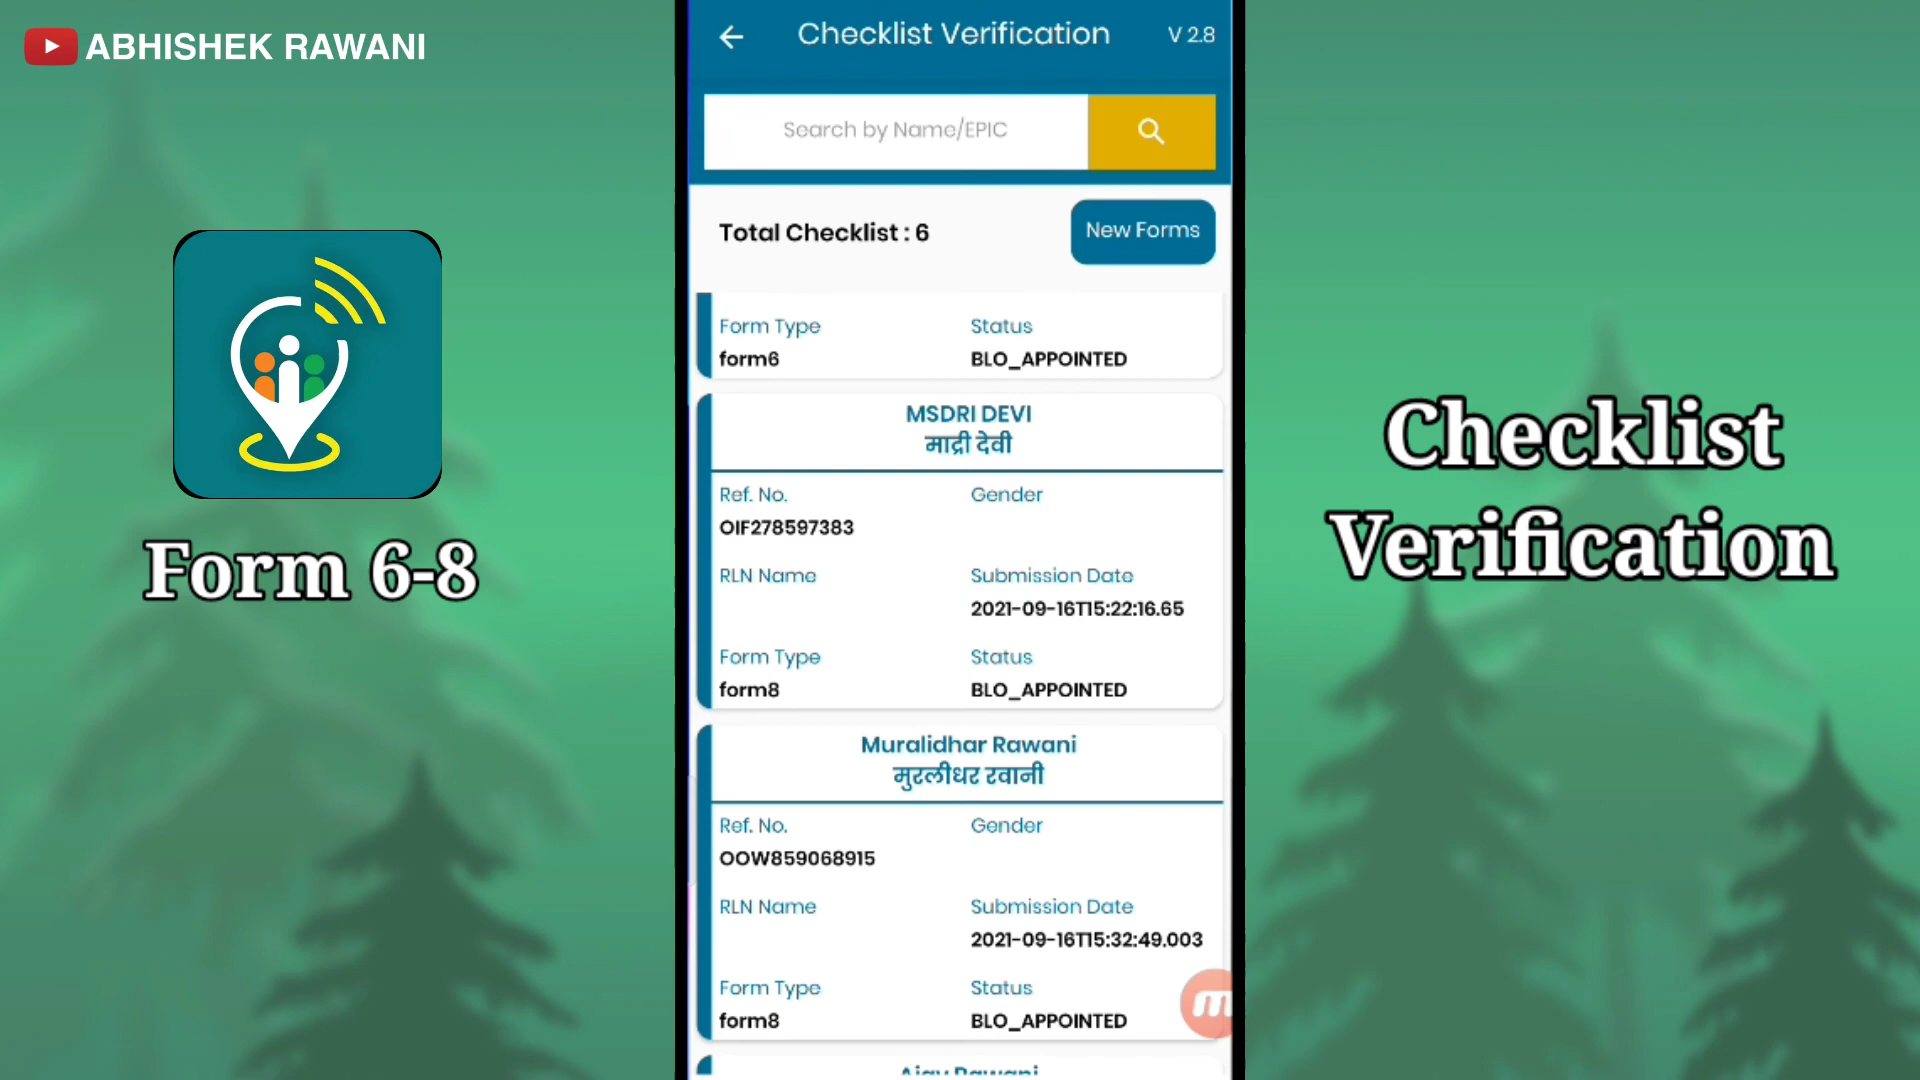 ABHISHEK RAWANI
Checklist Verification
V 2.8
Search by Name/EPIC
Total Checklist : 6
New Forms
Form Type
Status
form6
BLO_APPOINTED
MSDRI DEVI
माद्री देवी
Ref. No.
Gender
OIF278597383
RLN Name
Submission Date
2021-09-16T15:22:16.65
Form Type
Status
form8
BLO_APPOINTED
Muralidhar Rawani
मुरलीधर रवानी
Ref. No.
Gender
OOW859068915
RLN Name
Submission Date
2021-09-16T15:32:49.003
Form Type
Status
form8
BLO_APPOINTED
Ajay Rawani
Form 6-8
Checklist
Verification